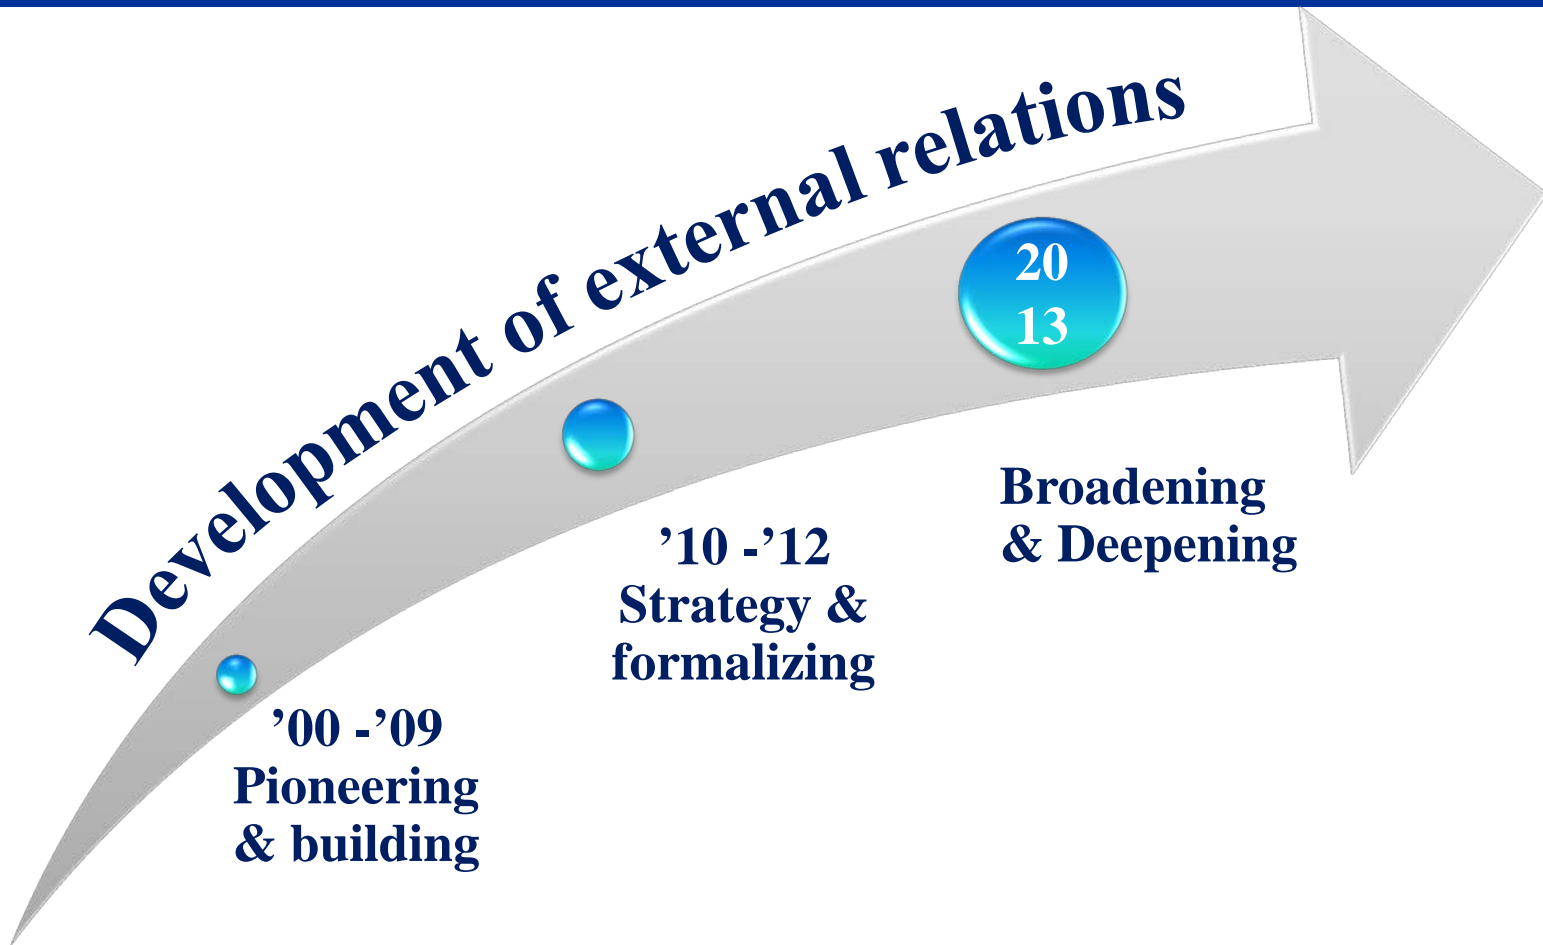 Development of external relations
20
13
Broadening
& Deepening
’10 -’12
Strategy &
formalizing
’00 -’09
Pioneering
& building